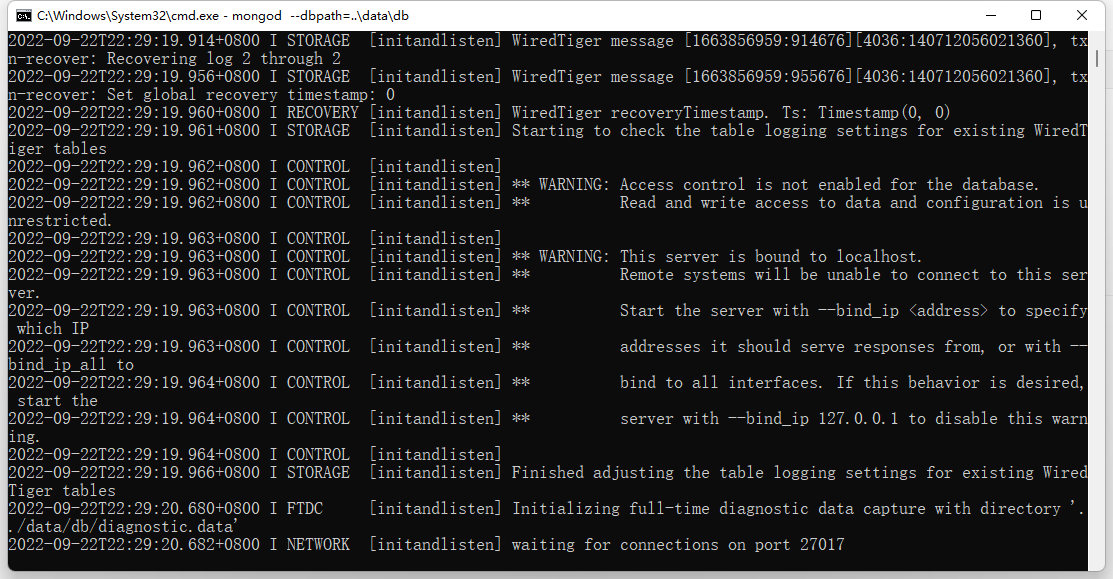 C:\Windows\System32\cmd.exe - mongod  --dbpath=..\data\db
2022-09-22T22:29:19.914+0800 I STORAGE  [initandlisten] WiredTiger message [1663856959:914676][4036:140712056021360], tx
n-recover: Recovering log 2 through 2
2022-09-22T22:29:19.956+0800 I STORAGE  [initandlisten] WiredTiger message [1663856959:955676][4036:140712056021360], tx
n-recover: Set global recovery timestamp: 0
2022-09-22T22:29:19.960+0800 I RECOVERY [initandlisten] WiredTiger recoveryTimestamp. Ts: Timestamp(0, 0)
2022-09-22T22:29:19.961+0800 I STORAGE  [initandlisten] Starting to check the table logging settings for existing WiredT
iger tables
2022-09-22T22:29:19.962+0800 I CONTROL  [initandlisten]
2022-09-22T22:29:19.962+0800 I CONTROL  [initandlisten] ** WARNING: Access control is not enabled for the database.
2022-09-22T22:29:19.962+0800 I CONTROL  [initandlisten] **          Read and write access to data and configuration is u
nrestricted.
2022-09-22T22:29:19.963+0800 I CONTROL  [initandlisten]
2022-09-22T22:29:19.963+0800 I CONTROL  [initandlisten] ** WARNING: This server is bound to localhost.
2022-09-22T22:29:19.963+0800 I CONTROL  [initandlisten] **          Remote systems will be unable to connect to this ser
ver.
2022-09-22T22:29:19.963+0800 I CONTROL  [initandlisten] **          Start the server with --bind_ip <address> to specify
 which IP
2022-09-22T22:29:19.963+0800 I CONTROL  [initandlisten] **          addresses it should serve responses from, or with --
bind_ip_all to
2022-09-22T22:29:19.964+0800 I CONTROL  [initandlisten] **          bind to all interfaces. If this behavior is desired,
 start the
2022-09-22T22:29:19.964+0800 I CONTROL  [initandlisten] **          server with --bind_ip 127.0.0.1 to disable this warn
ing.
2022-09-22T22:29:19.964+0800 I CONTROL  [initandlisten]
2022-09-22T22:29:19.966+0800 I STORAGE  [initandlisten] Finished adjusting the table logging settings for existing Wired
Tiger tables
2022-09-22T22:29:20.680+0800 I FTDC     [initandlisten] Initializing full-time diagnostic data capture with directory '.
./data/db/diagnostic.data'
2022-09-22T22:29:20.682+0800 I NETWORK  [initandlisten] waiting for connections on port 27017